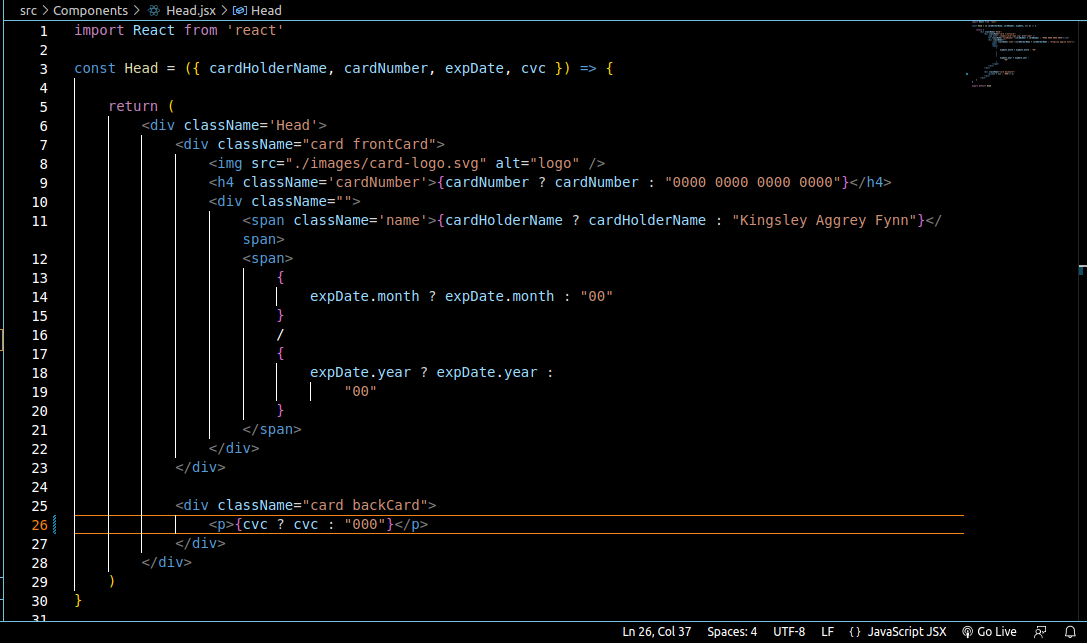 src > Components > Head.jsx > Head
1 import React from 'react'
2
3 const Head = ({ cardHolderName, cardNumber, expDate, cvc }) => {
4
5 return (
6 <div className='Head'>
7 <div className="card frontCard">
8 <img src="./images/card-logo.svg" alt="logo" />
9 <h4 className='cardNumber'>{cardNumber ? cardNumber : "0000 0000 0000 0000"}</h4>
10 <div className="">
11 <span className='name'>{cardHolderName ? cardHolderName : "Kingsley Aggrey Fynn"}</
span>
12 <span>
13 {
14 expDate.month ? expDate.month : "00"
15 }
16 /
17 {
18 expDate.year ? expDate.year :
19 "00"
20 }
21 </span>
22 </div>
23 </div>
24
25 <div className="card backCard">
26 <p>{cvc ? cvc : "000"}</p>
27 </div>
28 </div>
29 )
30 }
31
Ln 26, Col 37 Spaces: 4 UTF-8 LF {} JavaScript JSX Go Live